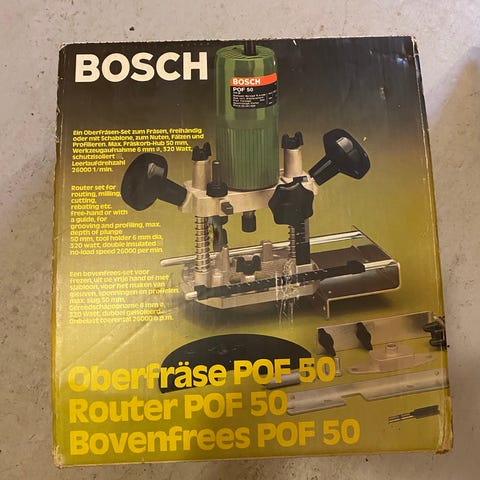 BOSCH
BOSCH
POF 50
Ein Oberfräsen-Set zum Fräsen, freihändig
oder mit Schablone, zum Nuten, Fälzen und
Profilieren. Max. Fräskorb-Hub 50 mm,
Werkzeugaufnahme 6 mm ø, 320 Watt,
schutzisoliert
Leerlaufdrehzahl
26000 1/min.
Router set for
routing, milling,
cutting,
rebating etc.
free-hand or with
a guide, for
grooving and profiling, max.
depth of plunge
50 mm, tool holder 6 mm dia,
320 watt, double insulated
no-load speed 26000 per min.
Een bovenfrees-set voor
frezen, uit de vrije hand of met
sjabloon, voor het maken van
gleuven, sponningen en profielen,
max. slag 50 mm,
Gereedschapopname 6 mm ø,
320 Watt, dubbel geïsoleerd
Onbelast toerental 26000 o.p.m.
Oberfräse POF 50
Router POF 50
Bovenfrees POF 50